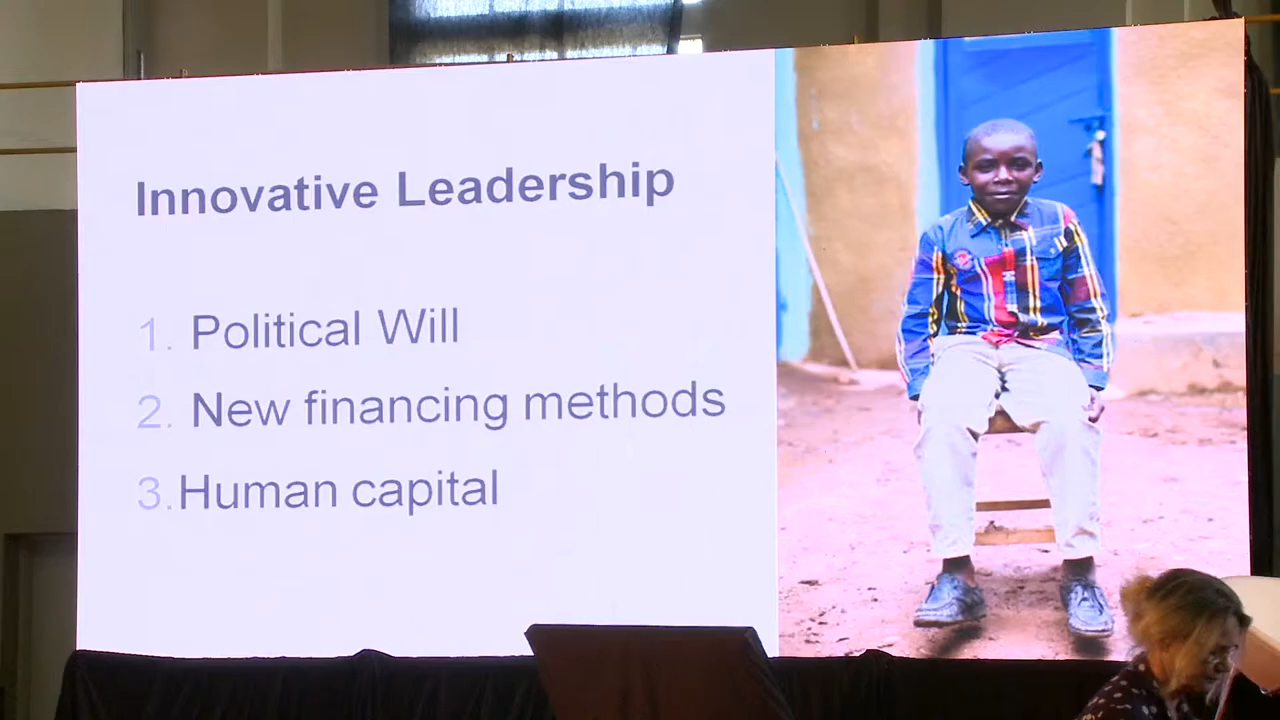 Innovative Leadership
1. Political Will
2. New financing methods
3.Human capital